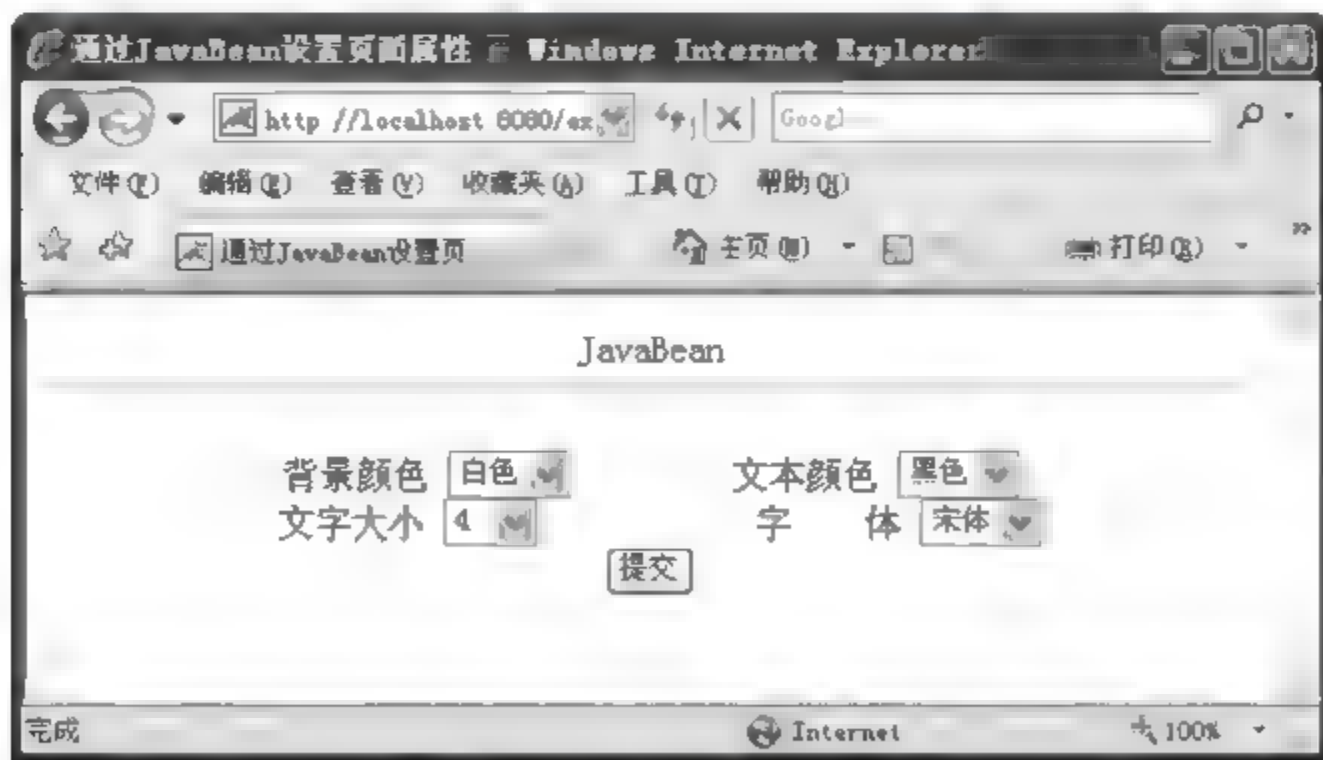 通过JavaBean设置页面属性 Windows Internet Explorer
http //localhost 8080/ex
文件(F) 编辑(E) 查看(V) 收藏夹(A) 工具(T) 帮助(H)
通过JavaBean设置页 主页(M) 打印(R) »
JavaBean
背景颜色 白色 文本颜色 黑色
文字大小 4 字 体 宋体
提交
完成 Internet 100%